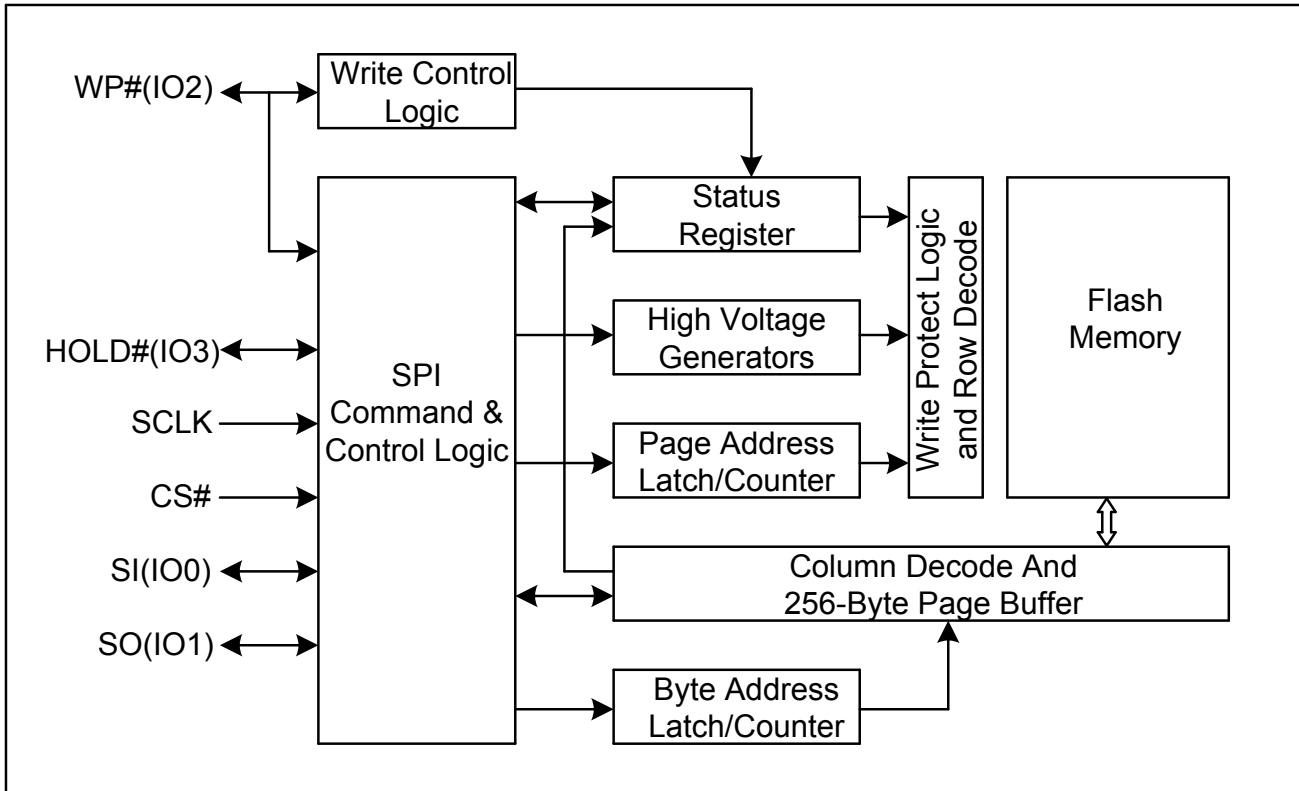 WP#(IO2)
Write Control
Logic
Status
Register
Write Protect Logic
and Row Decode
Flash
Memory
High Voltage
Generators
HOLD#(IO3)
SPI
Command &
Control Logic
SCLK
Page Address
Latch/Counter
CS#
SI(IO0)
Column Decode And
256-Byte Page Buffer
SO(IO1)
Byte Address
Latch/Counter